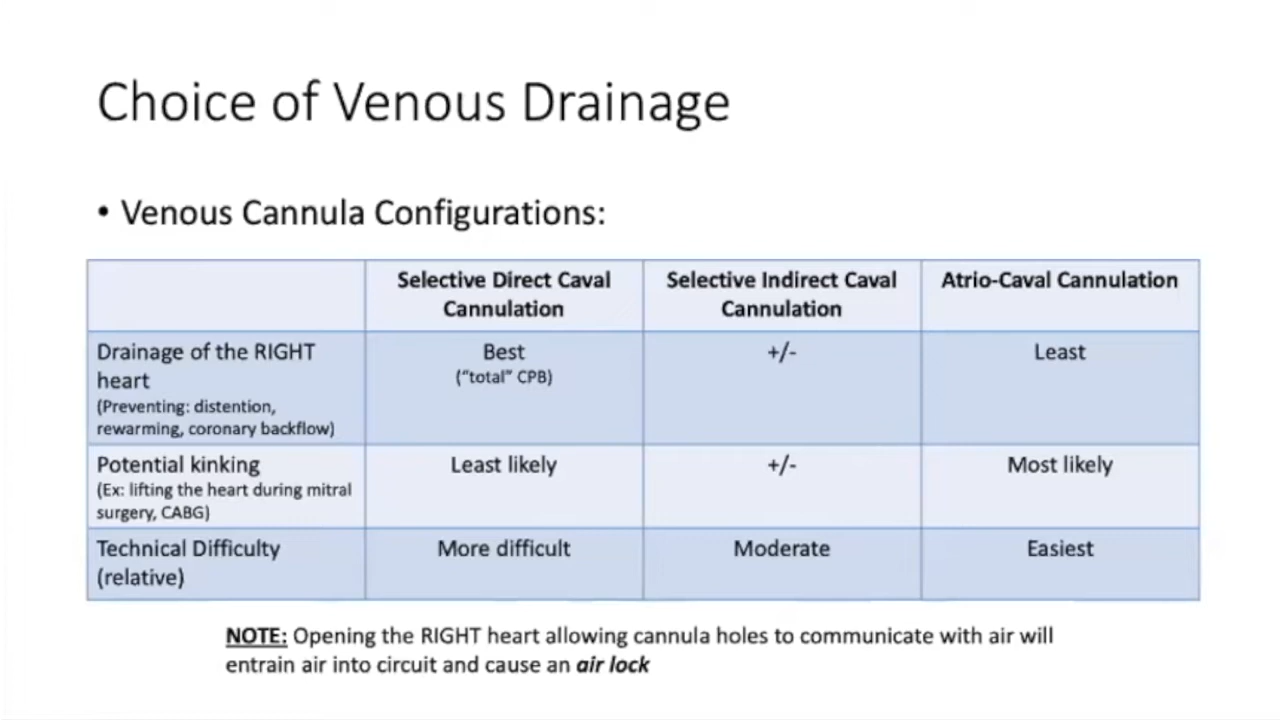 Choice of Venous Drainage
• Venous Cannula Configurations:
Selective Direct Caval
Cannulation
Selective Indirect Caval
Cannulation
Atrio-Caval Cannulation
Drainage of the RIGHT
heart
(Preventing: distention,
rewarming, coronary backflow)
Best
("total" CPB)
+/-
Least
Potential kinking
(Ex: lifting the heart during mitral
surgery, CABG)
Least likely
+/-
Most likely
Technical Difficulty
(relative)
More difficult
Moderate
Easiest
NOTE: Opening the RIGHT heart allowing cannula holes to communicate with air will
entrain air into circuit and cause an air lock